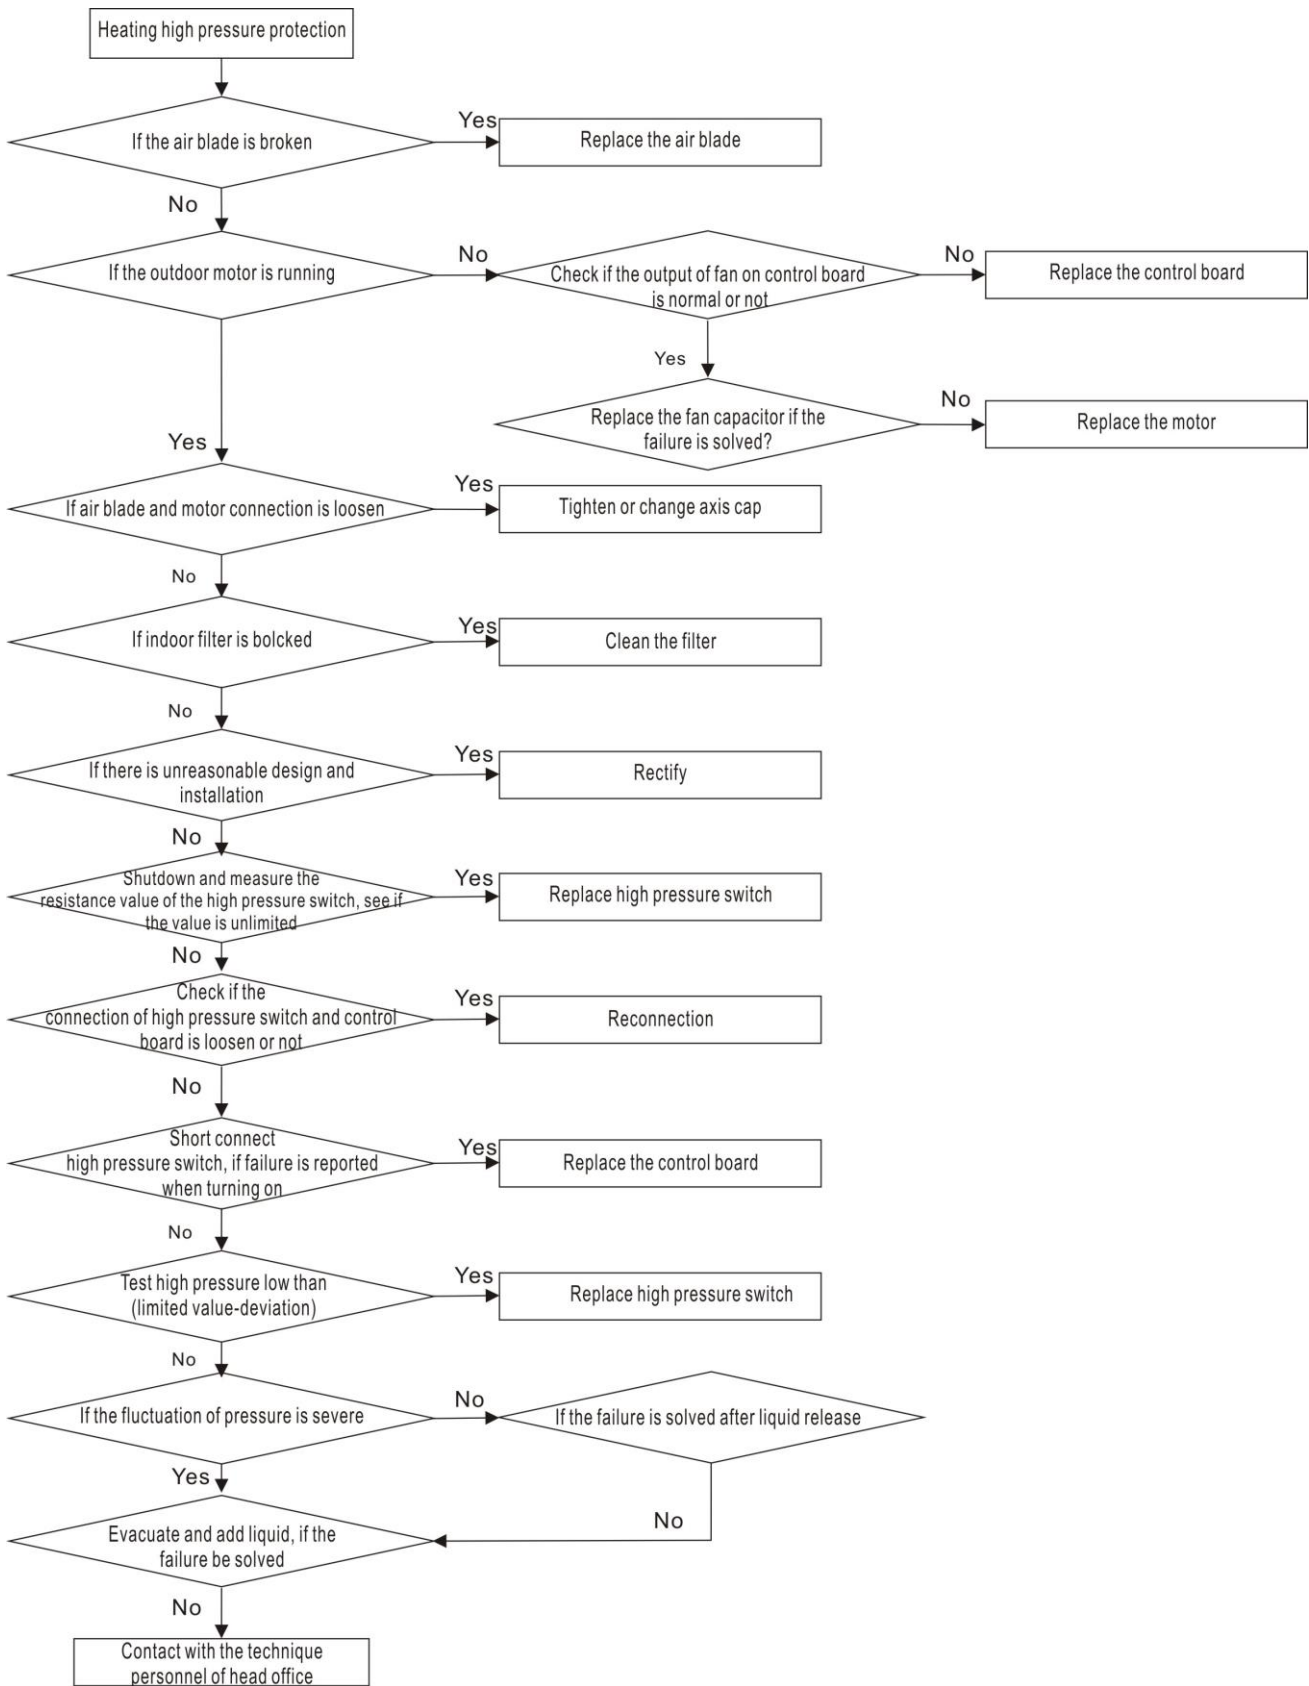 Heating high pressure protection
If the air blade is broken
Yes
Replace the air blade
No
If the outdoor motor is running
No
Check if the output of fan on control board
is normal or not
No
Replace the control board
Yes
Replace the fan capacitor if the
failure is solved?
No
Replace the motor
Yes
If air blade and motor connection is loosen
Yes
Tighten or change axis cap
No
If indoor filter is bolcked
Yes
Clean the filter
No
If there is unreasonable design and
installation
Yes
Rectify
No
Shutdown and measure the
resistance value of the high pressure switch, see if
the value is unlimited
Yes
Replace high pressure switch
No
Check if the
connection of high pressure switch and control
board is loosen or not
Yes
Reconnection
No
Short connect
high pressure switch, if failure is reported
when turning on
Yes
Replace the control board
No
Test high pressure low than
(limited value-deviation)
Yes
Replace high pressure switch
No
If the fluctuation of pressure is severe
No
If the failure is solved after liquid release
Yes
No
Evacuate and add liquid, if the
failure be solved
No
Contact with the technique
personnel of head office